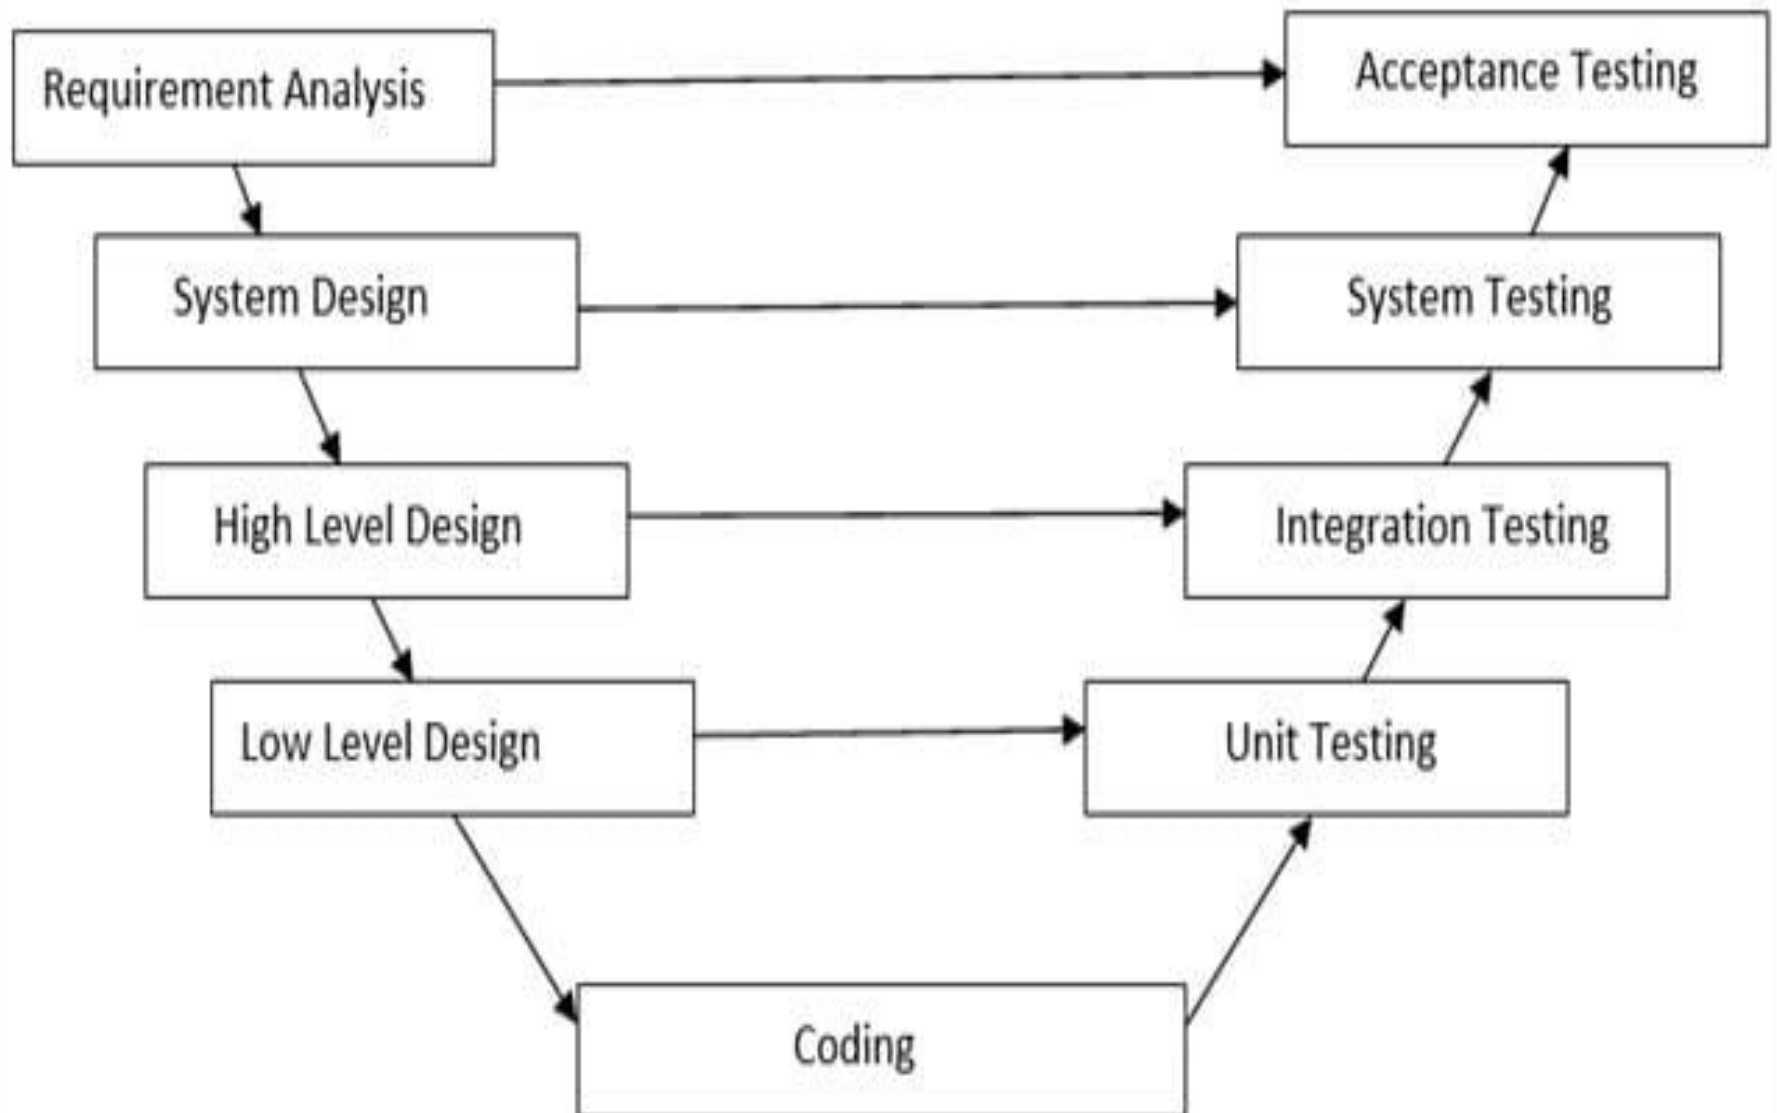 Requirement Analysis
Acceptance Testing
System Design
System Testing
High Level Design
Integration Testing
Low Level Design
Unit Testing
Coding